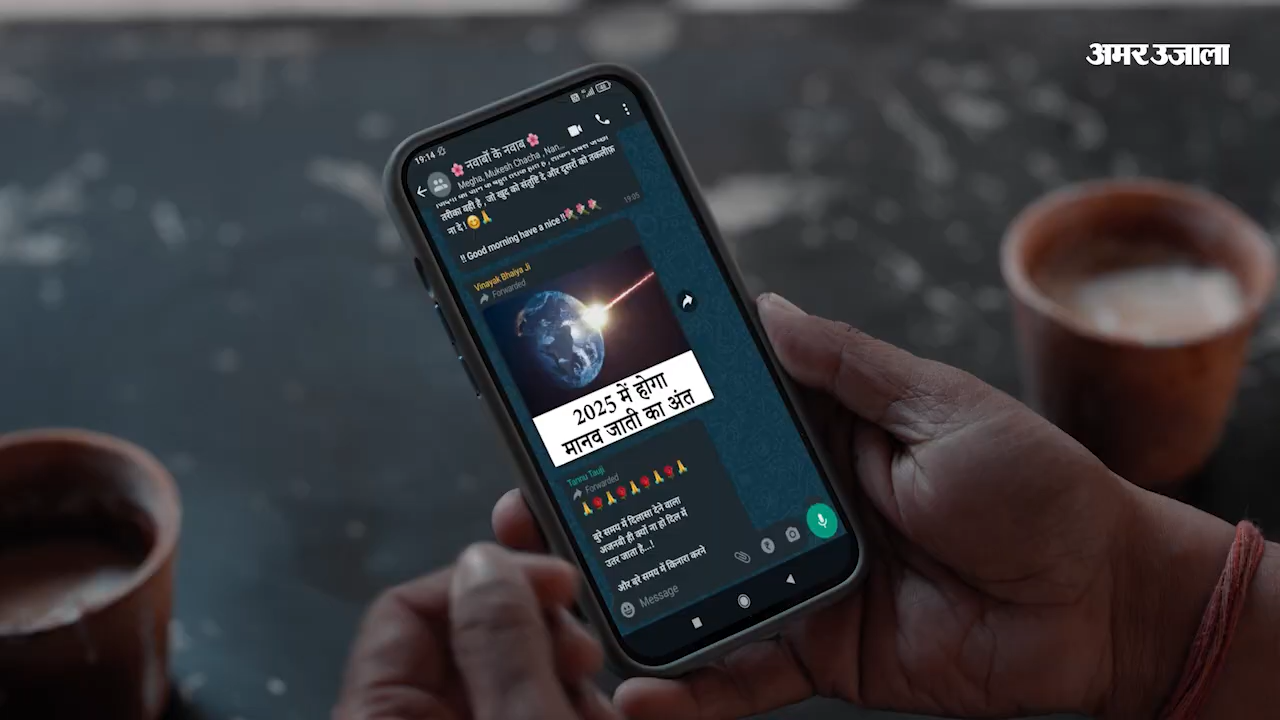 अमर उजाला
19:14
🌸 नवाबों के नवाब 🌸
Megha, Mukesh Chacha, Nan...
तरीका वही है, जो खुद को संतुष्टि दे और दूसरों को तकलीफ़
ना दे ! 😊🙏
19:05
!! Good morning have a nice !!💐💐💐
Vinayak Bhaiya Ji
Forwarded
2025 में होगा
मानव जाती का अंत
Tannu Tauji
Forwarded
🙏🌹🙏🌹🙏🌹🙏🌹🙏
बुरे समय में दिलासा देने वाला
अजनबी ही क्यों ना हो दिल में
उतर जाता है...!
और बुरे समय में किनारा करने
Message